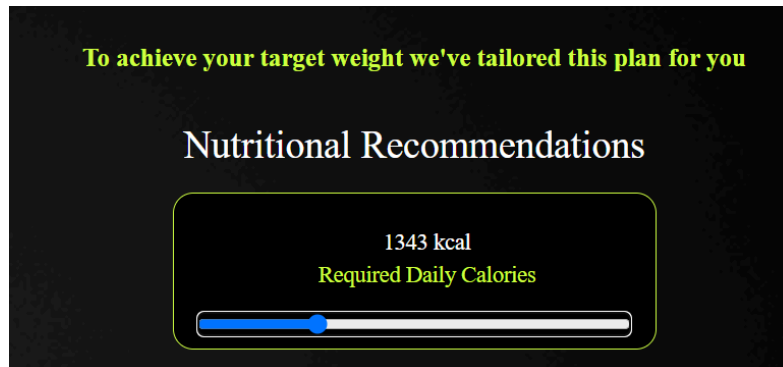 To achieve your target weight we've tailored this plan for you
Nutritional Recommendations
1343 kcal
Required Daily Calories